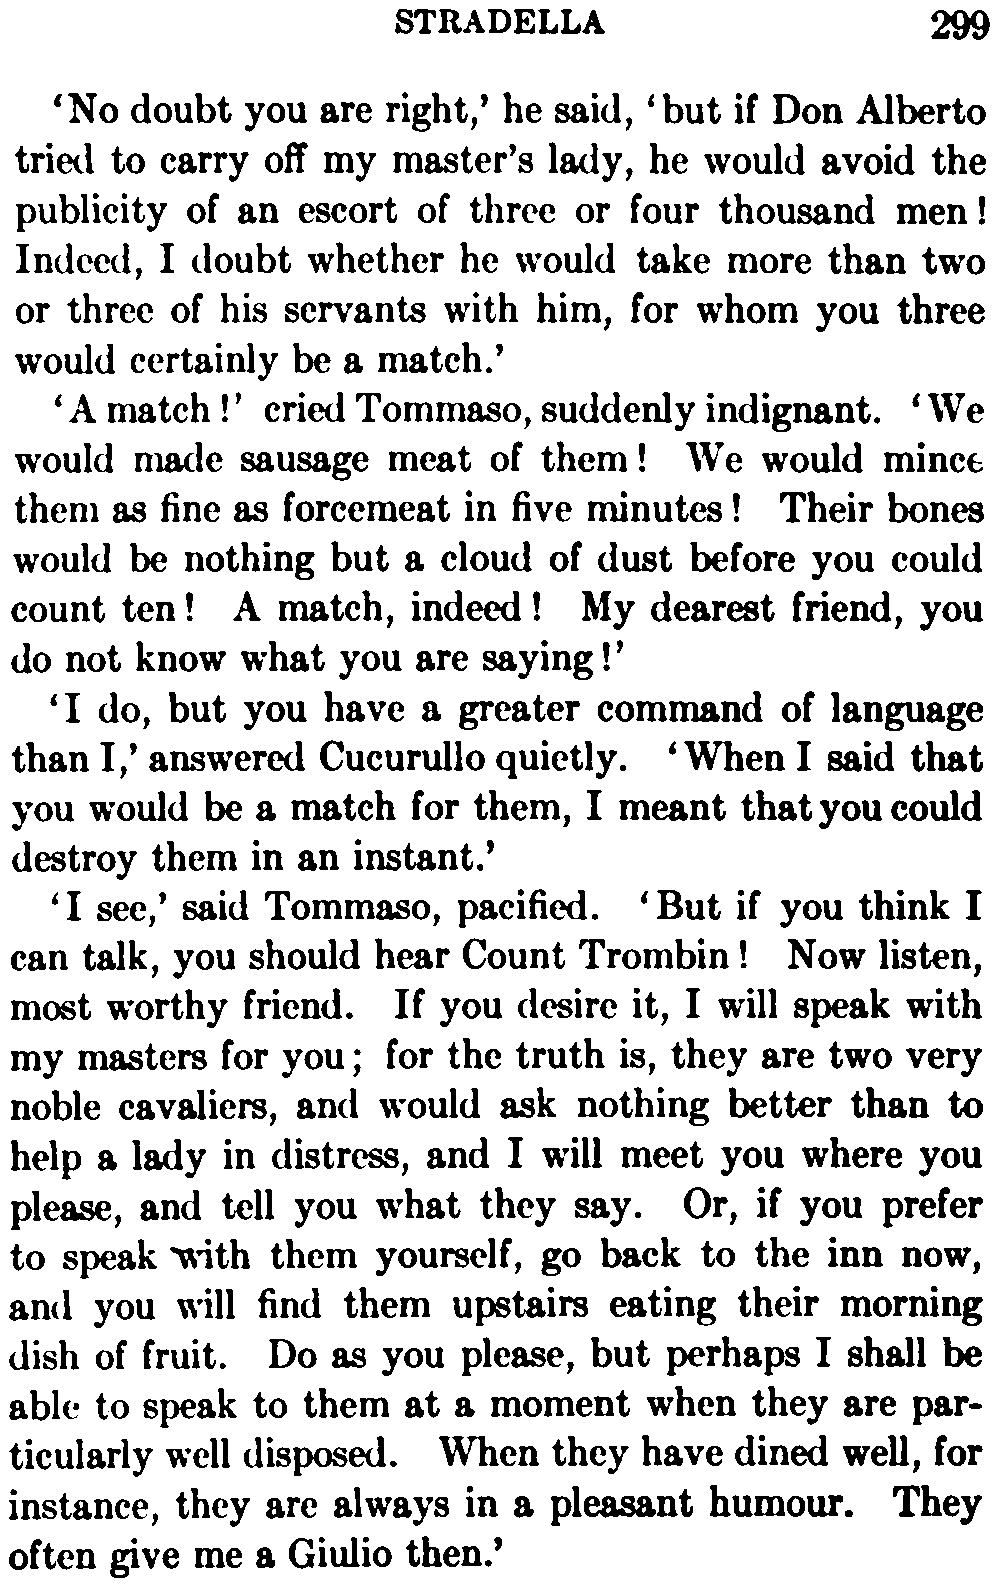 STRADELLA 299
‘No doubt you are right,’ he said, ‘but if Don Alberto
tried to carry off my master’s lady, he would avoid the
publicity of an escort of three or four thousand men!
Indeed, I doubt whether he would take more than two
or three of his servants with him, for whom you three
would certainly be a match.’
‘A match!’ cried Tommaso, suddenly indignant. ‘We
would made sausage meat of them! We would mince
them as fine as forcemeat in five minutes! Their bones
would be nothing but a cloud of dust before you could
count ten! A match, indeed! My dearest friend, you
do not know what you are saying!’
‘I do, but you have a greater command of language
than I,’ answered Cucurullo quietly. ‘When I said that
you would be a match for them, I meant that you could
destroy them in an instant.’
‘I see,’ said Tommaso, pacified. ‘But if you think I
can talk, you should hear Count Trombin! Now listen,
most worthy friend. If you desire it, I will speak with
my masters for you; for the truth is, they are two very
noble cavaliers, and would ask nothing better than to
help a lady in distress, and I will meet you where you
please, and tell you what they say. Or, if you prefer
to speak with them yourself, go back to the inn now,
and you will find them upstairs eating their morning
dish of fruit. Do as you please, but perhaps I shall be
able to speak to them at a moment when they are par-
ticularly well disposed. When they have dined well, for
instance, they are always in a pleasant humour. They
often give me a Giulio then.’